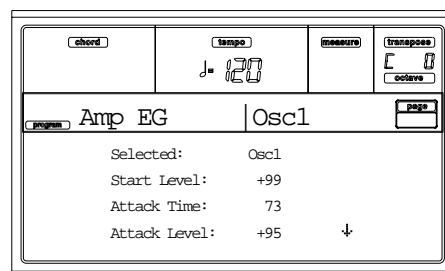 chord tempo measure transpose
♩= 120 C 0
octave
program Amp EG Osc1 page
Selected: Osc1
Start Level: +99
Attack Time: 73
Attack Level: +95